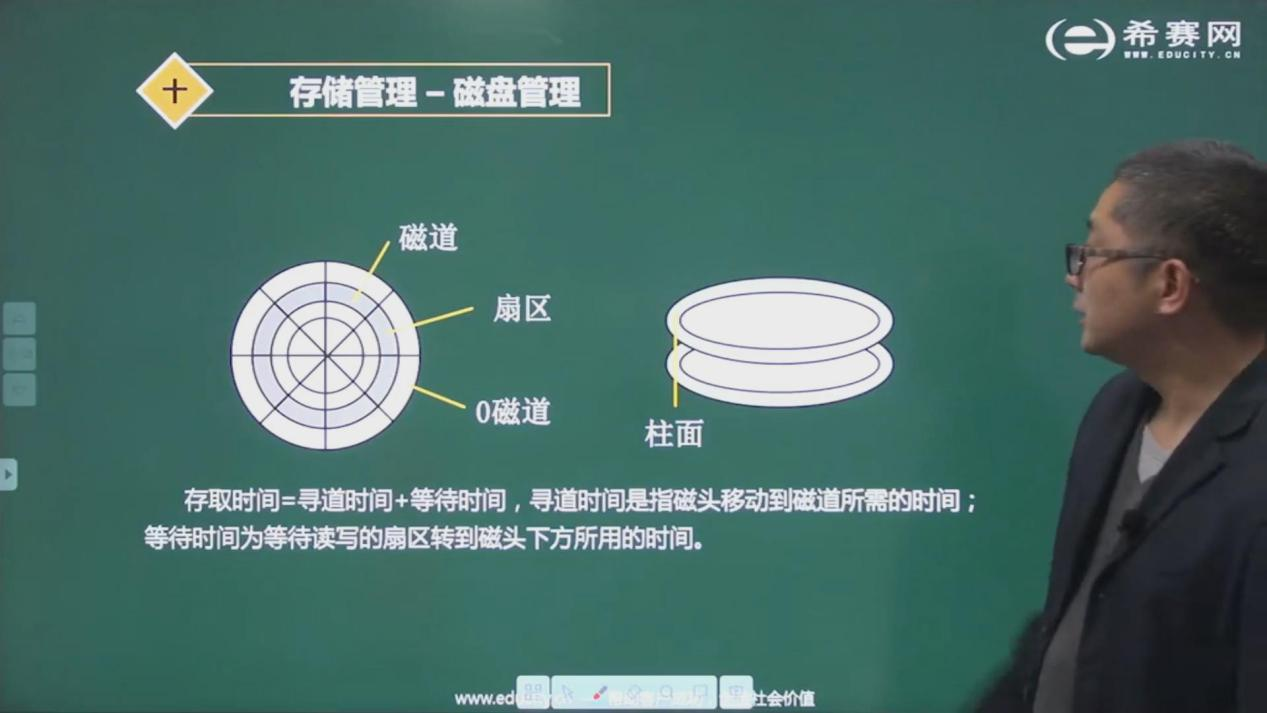 希赛网
WWW.EDUCITY.CN
存储管理 – 磁盘管理
磁道
扇区
0磁道
柱面
存取时间=寻道时间+等待时间，寻道时间是指磁头移动到磁道所需的时间；
等待时间为等待读写的扇区转到磁头下方所用的时间。
www.edu
社会价值